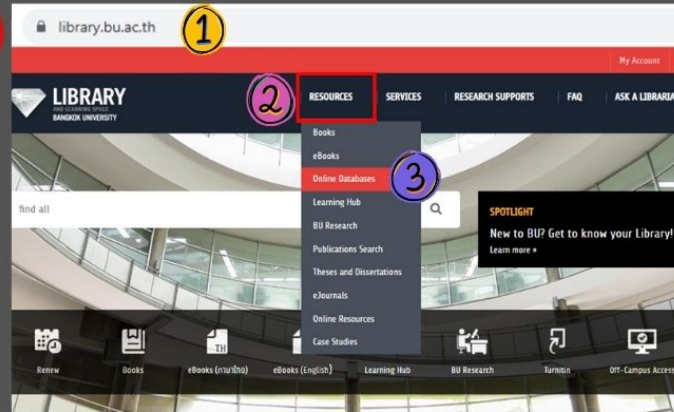 library.bu.ac.th
1
My Account
LIBRARY
AND LEARNING SPACE
BANGKOK UNIVERSITY
2
RESOURCES
SERVICES
RESEARCH SUPPORTS
FAQ
ASK A LIBRARIA
Books
eBooks
Online Databases
3
Learning Hub
BU Research
Publications Search
Theses and Dissertations
eJournals
Online Resources
Case Studies
find all
SPOTLIGHT
New to BU? Get to know your Library!
Learn more »
TH
Renew
Books
eBooks (ภาษาไทย)
eBooks (English)
Learning Hub
BU Research
Turnitin
Off-Campus Access